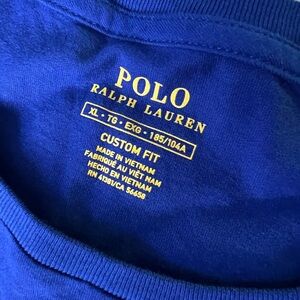 POLO
RALPH LAUREN
XL • TG • EXG • 185/104A
CUSTOM FIT
MADE IN VIETNAM
FABRIQUÉ AU VIÊT NAM
HECHO EN VIETNAM
RN 41381/CA 56658